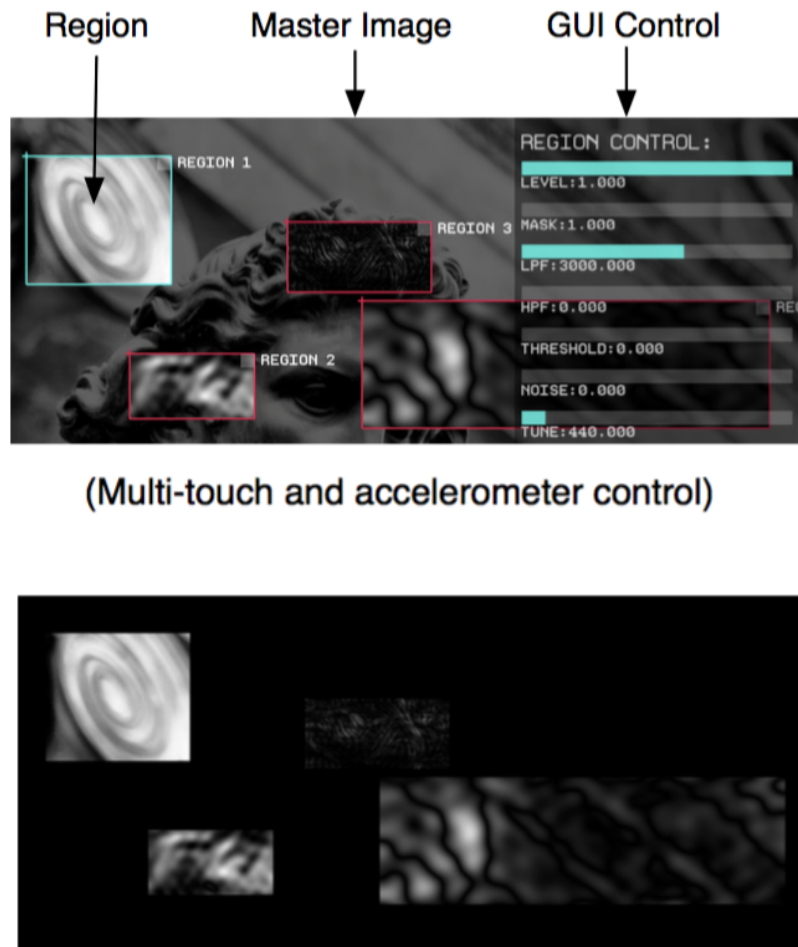 Region
Master Image
GUI Control
REGION CONTROL:
REGION 1
LEVEL:1.000
MASK:1.000
REGION 3
LPF:3000.000
HPF:0.000
THRESHOLD:0.000
REGION 2
NOISE:0.000
TUNE:440.000
(Multi-touch and accelerometer control)